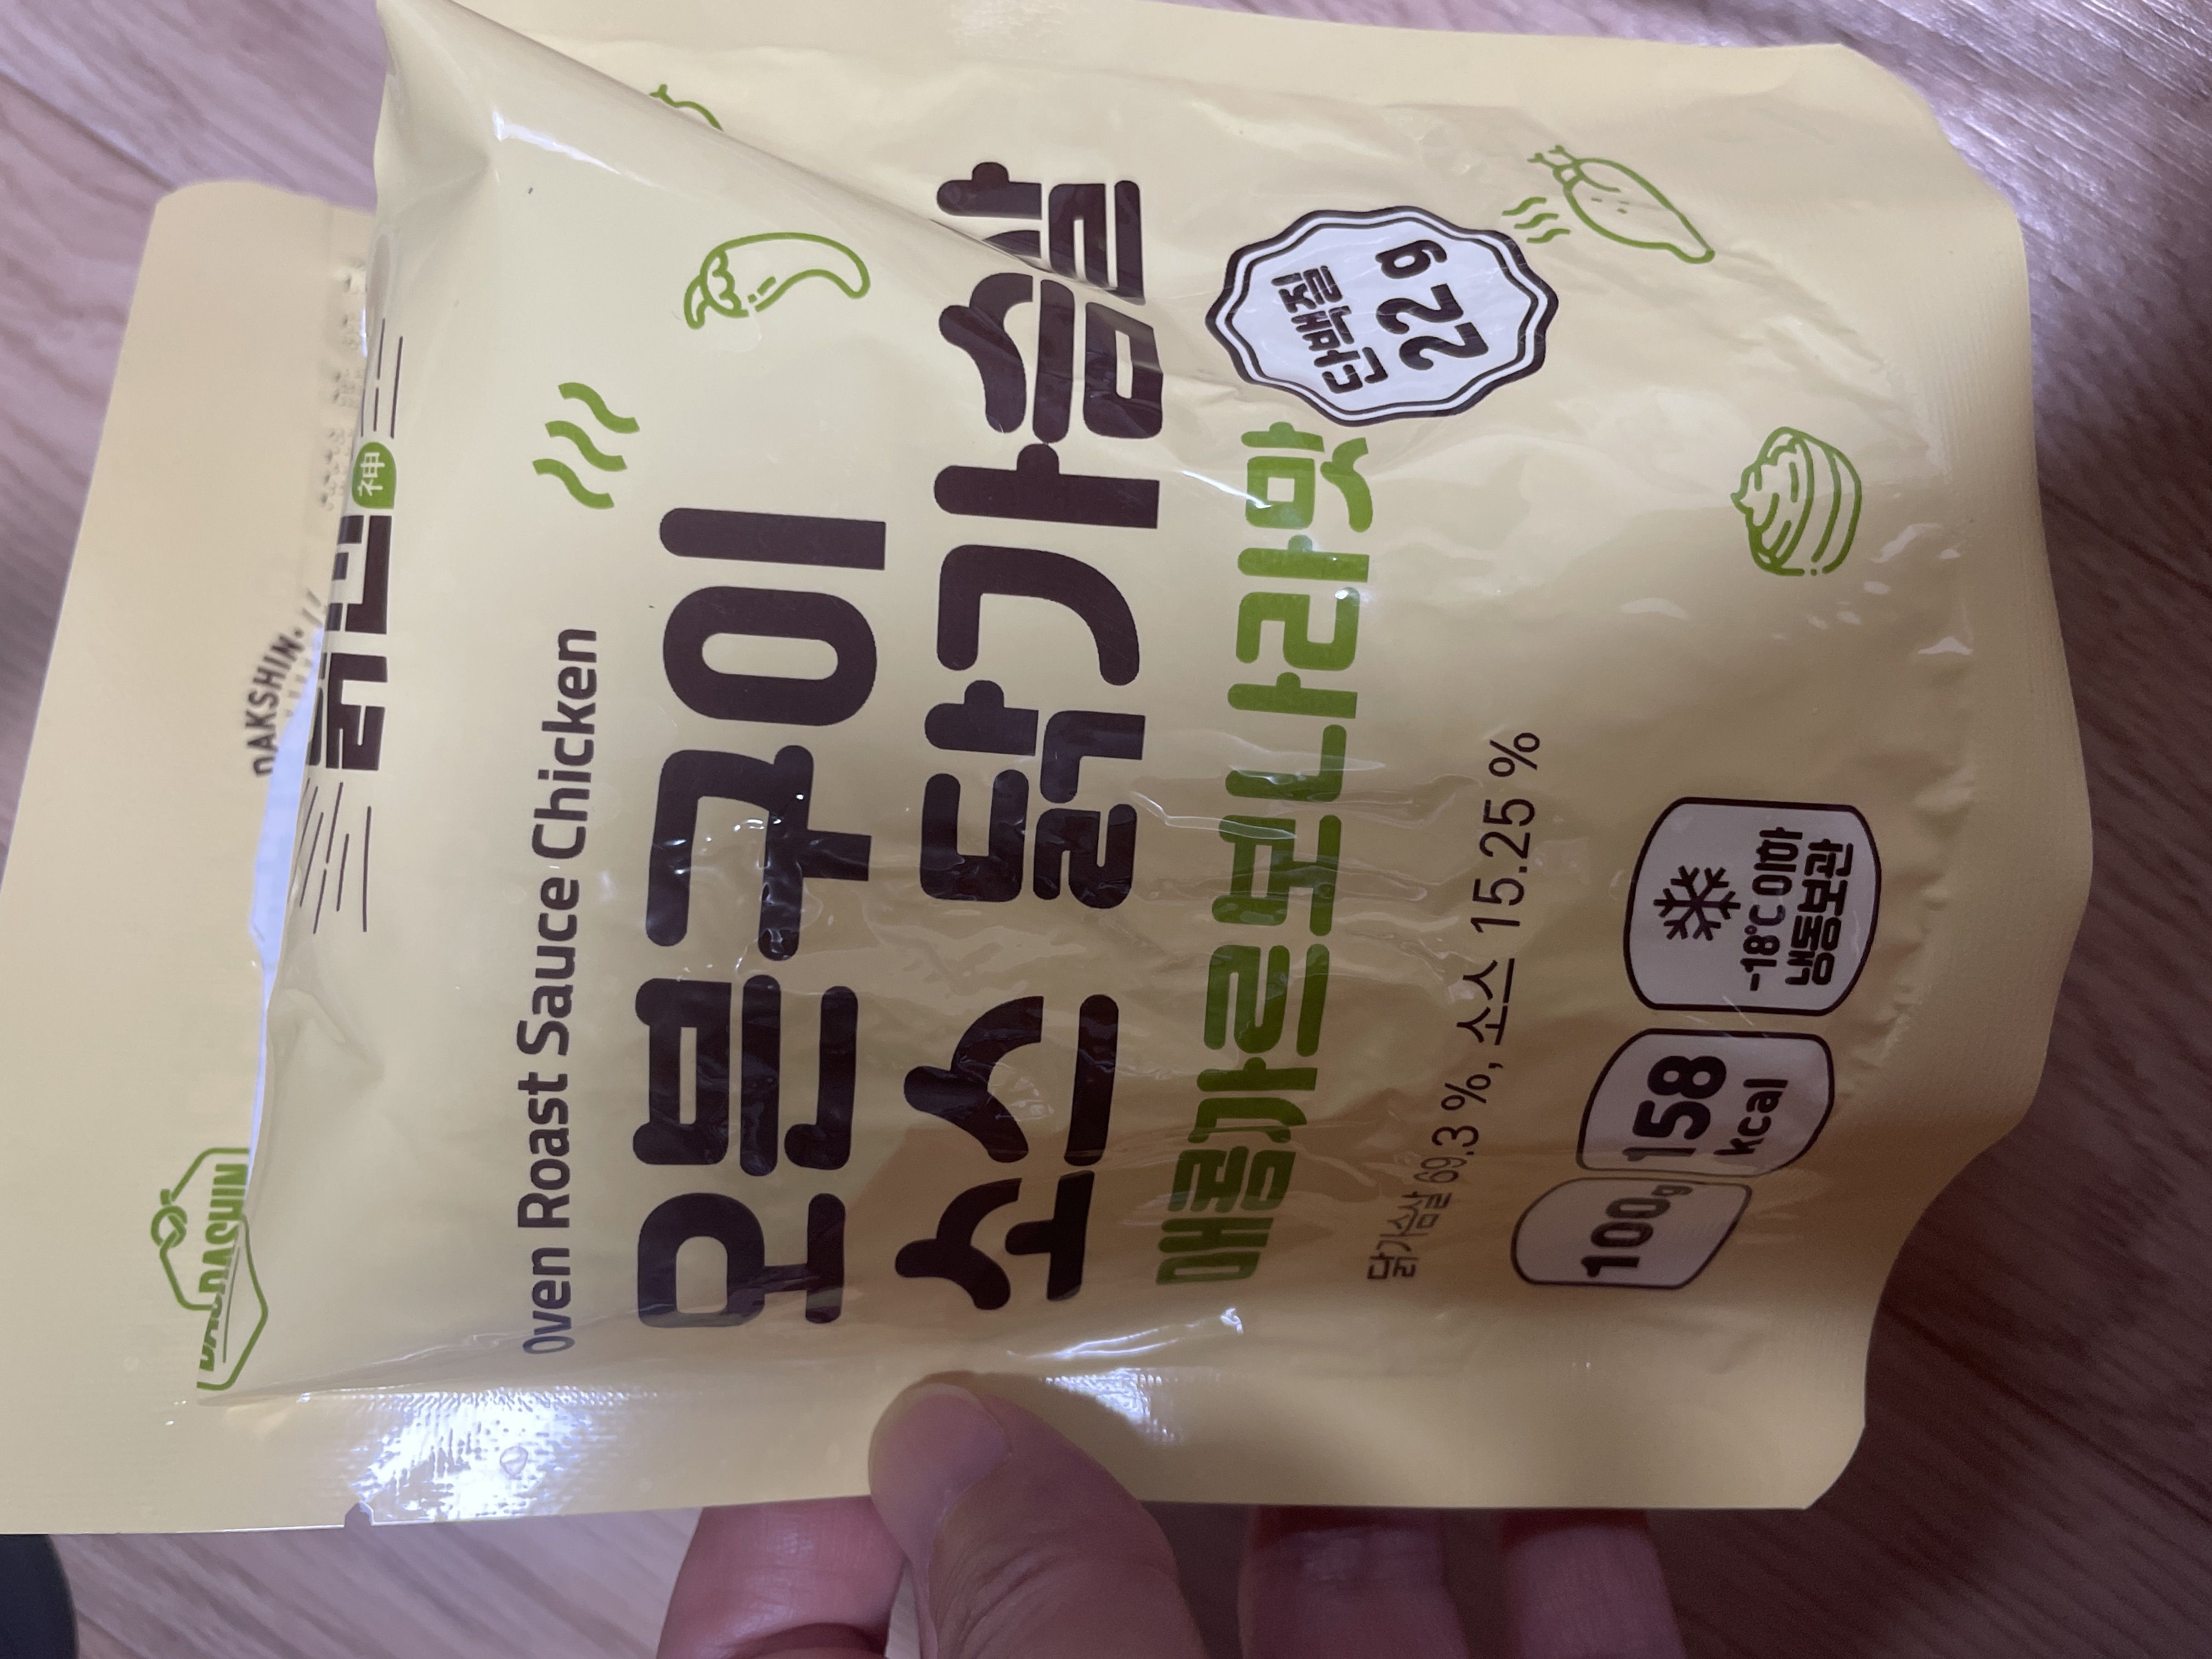 DAKSHIN
DAKSHIN
닭신
神
Oven Roast Sauce Chicken
오븐구이
소스 닭가슴살
매콤까르보나라맛
단백질
22 g
닭가슴살 69.3 %, 소스 15.25 %
100g
158
kcal
-18℃ 이하
냉동보관